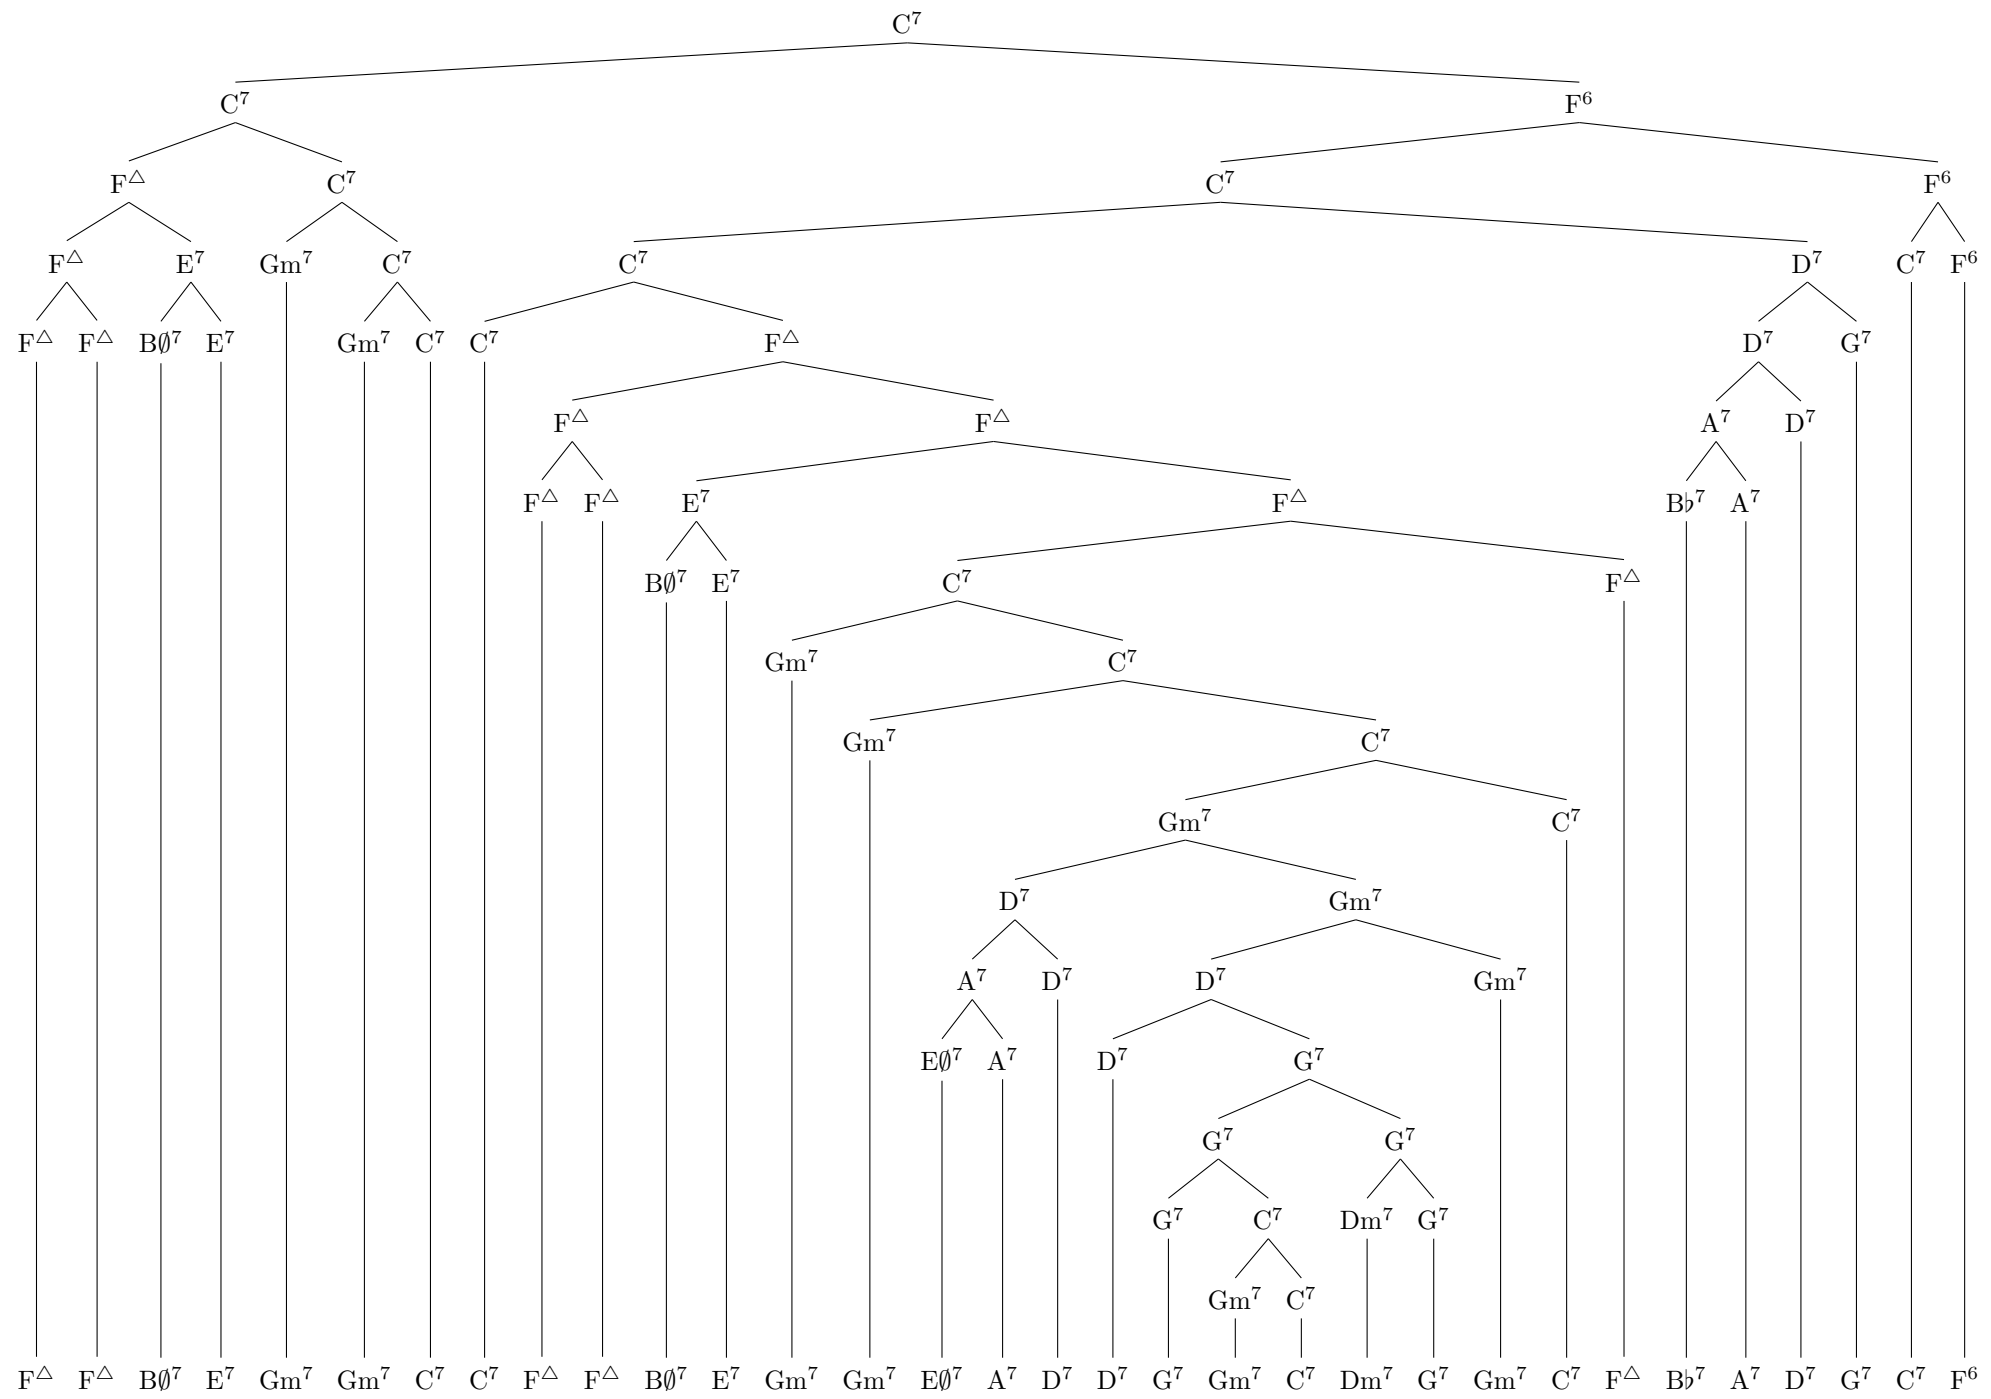 C⁷
C⁷ F⁶
F△ C⁷ C⁷ F⁶
F△ E⁷ Gm⁷ C⁷ C⁷ D⁷ C⁷ F⁶
F△ F△ B∅⁷ E⁷ Gm⁷ C⁷ C⁷ F△ D⁷ G⁷
F△ F△ A⁷ D⁷
F△ F△ E⁷ F△ B♭⁷ A⁷
B∅⁷ E⁷ C⁷ F△
Gm⁷ C⁷
Gm⁷ C⁷
Gm⁷ C⁷
D⁷ Gm⁷
A⁷ D⁷ D⁷ Gm⁷
E∅⁷ A⁷ D⁷ G⁷
G⁷ G⁷
G⁷ C⁷ Dm⁷ G⁷
Gm⁷ C⁷
F△ F△ B∅⁷ E⁷ Gm⁷ Gm⁷ C⁷ C⁷ F△ F△ B∅⁷ E⁷ Gm⁷ Gm⁷ E∅⁷ A⁷ D⁷ D⁷ G⁷ Gm⁷ C⁷ Dm⁷ G⁷ Gm⁷ C⁷ F△ B♭⁷ A⁷ D⁷ G⁷ C⁷ F⁶